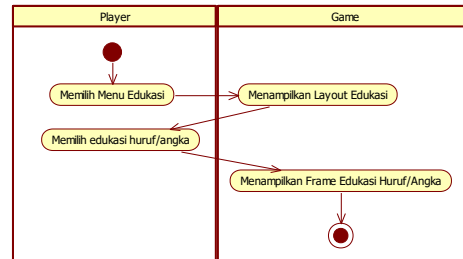 Player
Game
Memilih Menu Edukasi
Menampilkan Layout Edukasi
Memilih edukasi huruf/angka
Menampilkan Frame Edukasi Huruf/Angka